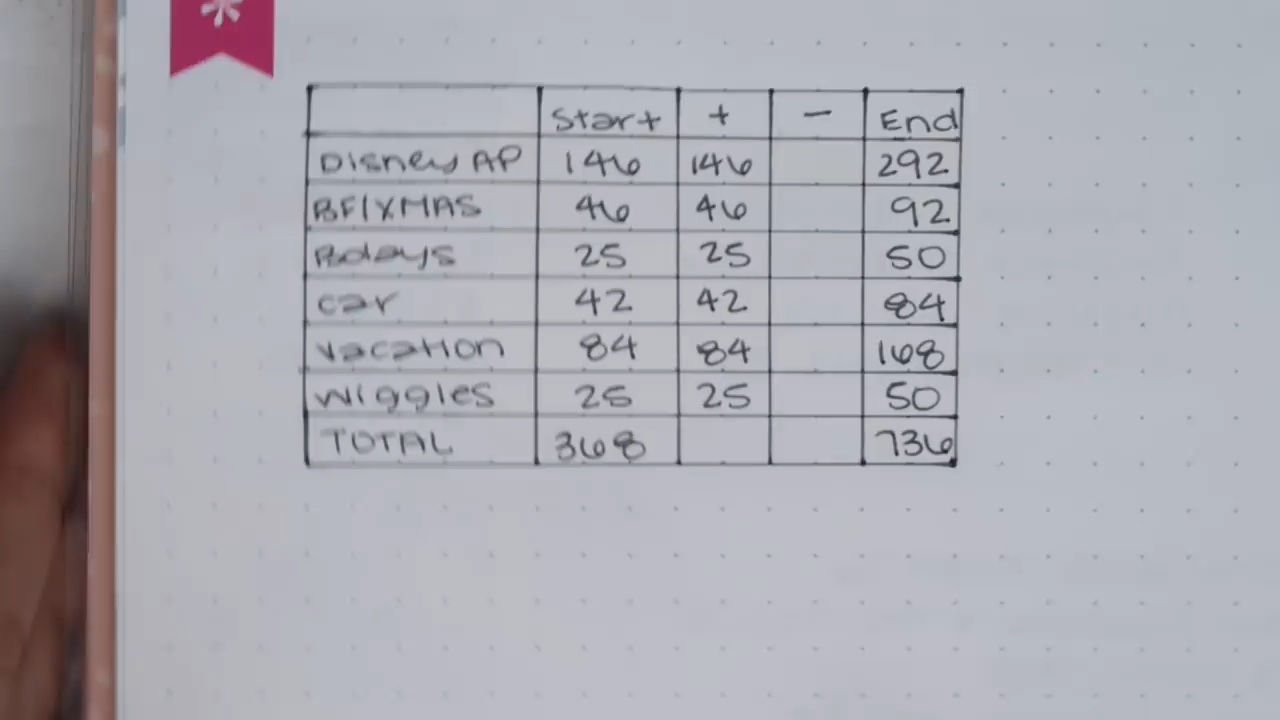 Start + - End
Disney AP 146 146 292
BF/XMAS 46 46 92
Bdays 25 25 50
car 42 42 84
vacation 84 84 168
wiggles 25 25 50
TOTAL 368 736